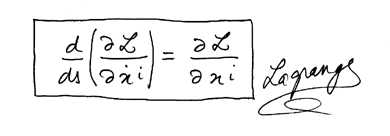 d/ds (∂ℒ/∂ẋⁱ) = ∂ℒ/∂xⁱ
Lagrange